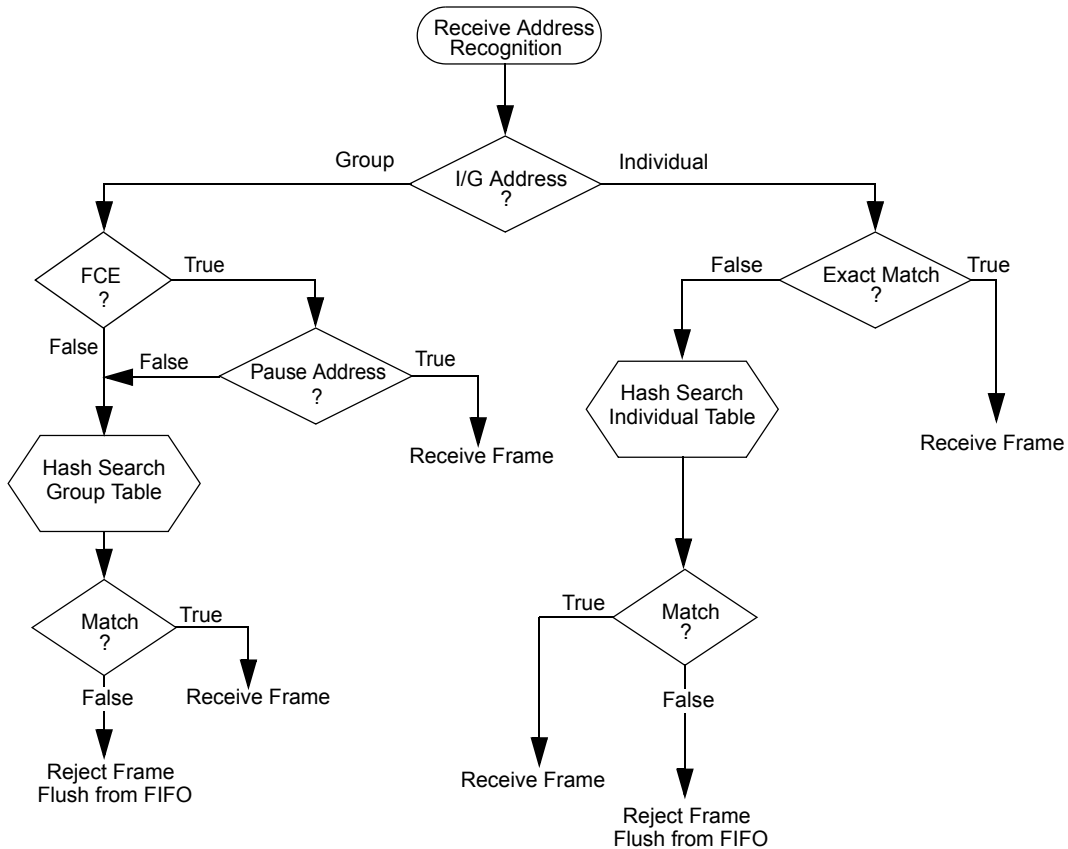 Receive Address
Recognition
Group
I/G Address
?
Individual
FCE
?
True
False
Exact Match
?
True
False
False
Pause Address
?
True
Hash Search
Individual Table
Receive Frame
Receive Frame
Hash Search
Group Table
Match
?
True
True
Match
?
False
Receive Frame
False
Reject Frame
Flush from FIFO
Receive Frame
Reject Frame
Flush from FIFO